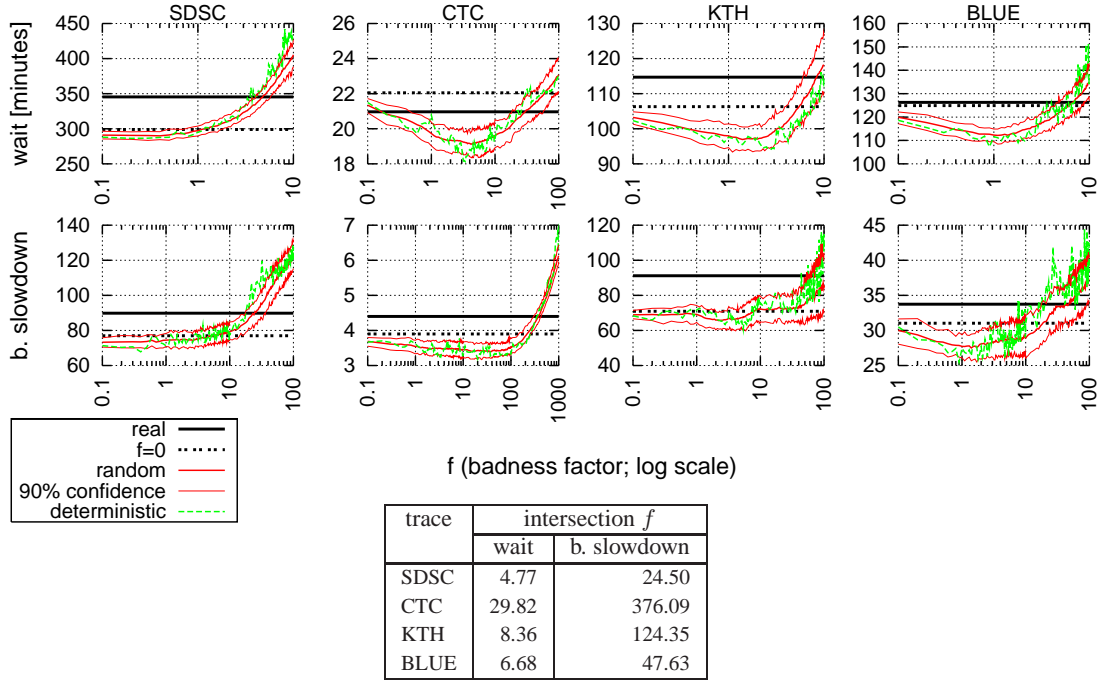 SDSC CTC KTH BLUE
wait [minutes]
450 400 350 300 250
0.1 1 10
26 24 22 20 18
0.1 1 10 100
130 120 110 100 90
0.1 1 10
160 150 140 130 120 110 100
0.1 1 10
b. slowdown
140 120 100 80 60
0.1 1 10 100
7 6 5 4 3
0.1 1 10 100 1000
120 100 80 60 40
0.1 1 10 100
45 40 35 30 25
0.1 1 10 100
real
f=0
random
90% confidence
deterministic
f (badness factor; log scale)
trace intersection f
wait b. slowdown
SDSC 4.77 24.50
CTC 29.82 376.09
KTH 8.36 124.35
BLUE 6.68 47.63